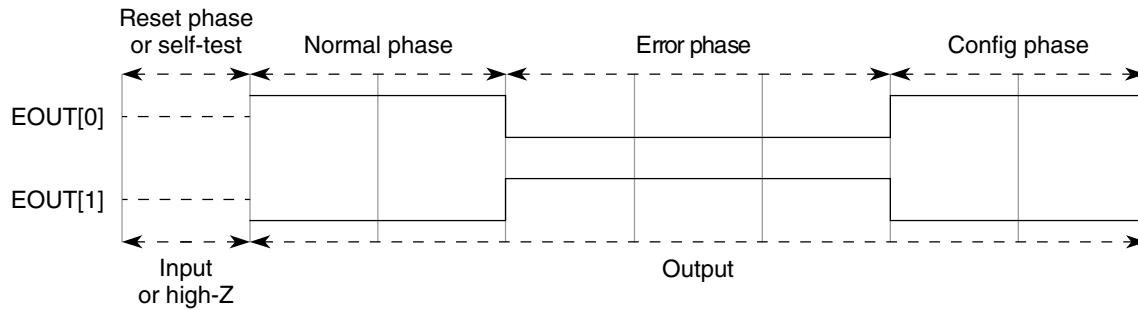 Reset phase
or self-test
Normal phase
Error phase
Config phase
EOUT[0]
EOUT[1]
Input
or high-Z
Output